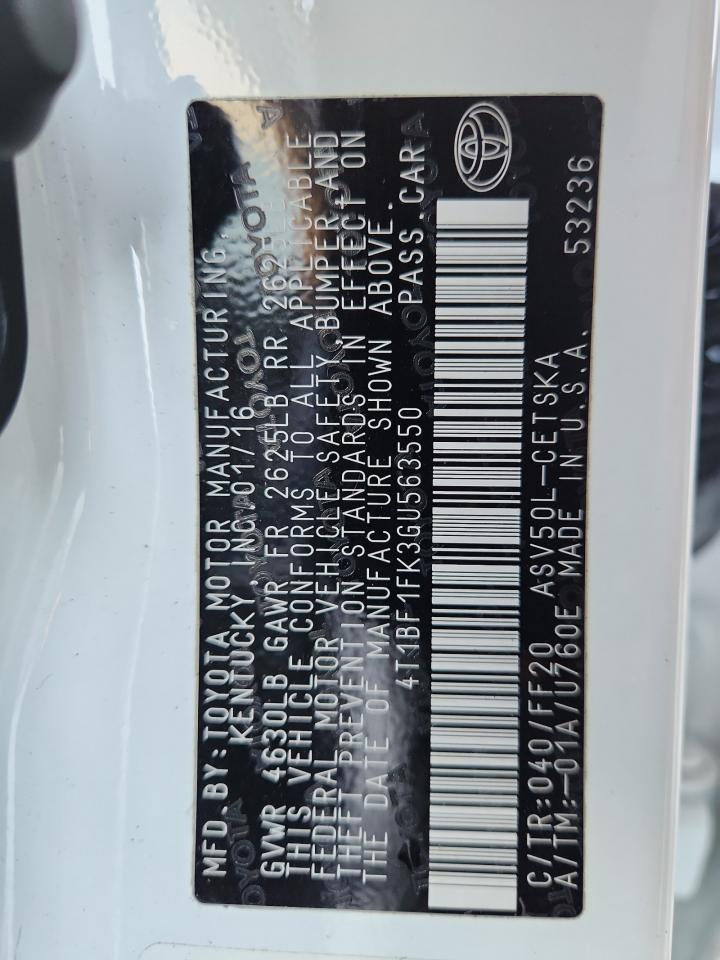 MFD.BY:TOYOTA MOTOR MANUFACTURING,
KENTUCKY, INC. 01/16
GVWR 4630LB GAWR FR 2625LB RR
THIS VEHICLE CONFORMS TO ALL APPLICABLE
FEDERAL MOTOR VEHICLE SAFETY,BUMPER,AND
THEFT PREVENTION STANDARDS IN EFFECT ON
THE DATE OF MANUFACTURE SHOWN ABOVE.
4T1BF1FK3GU563550 PASS.CAR
C/TR:040/FF20 ASV50L-CETSKA
A/TM:-01A/U760E MADE IN U.S.A. 53236